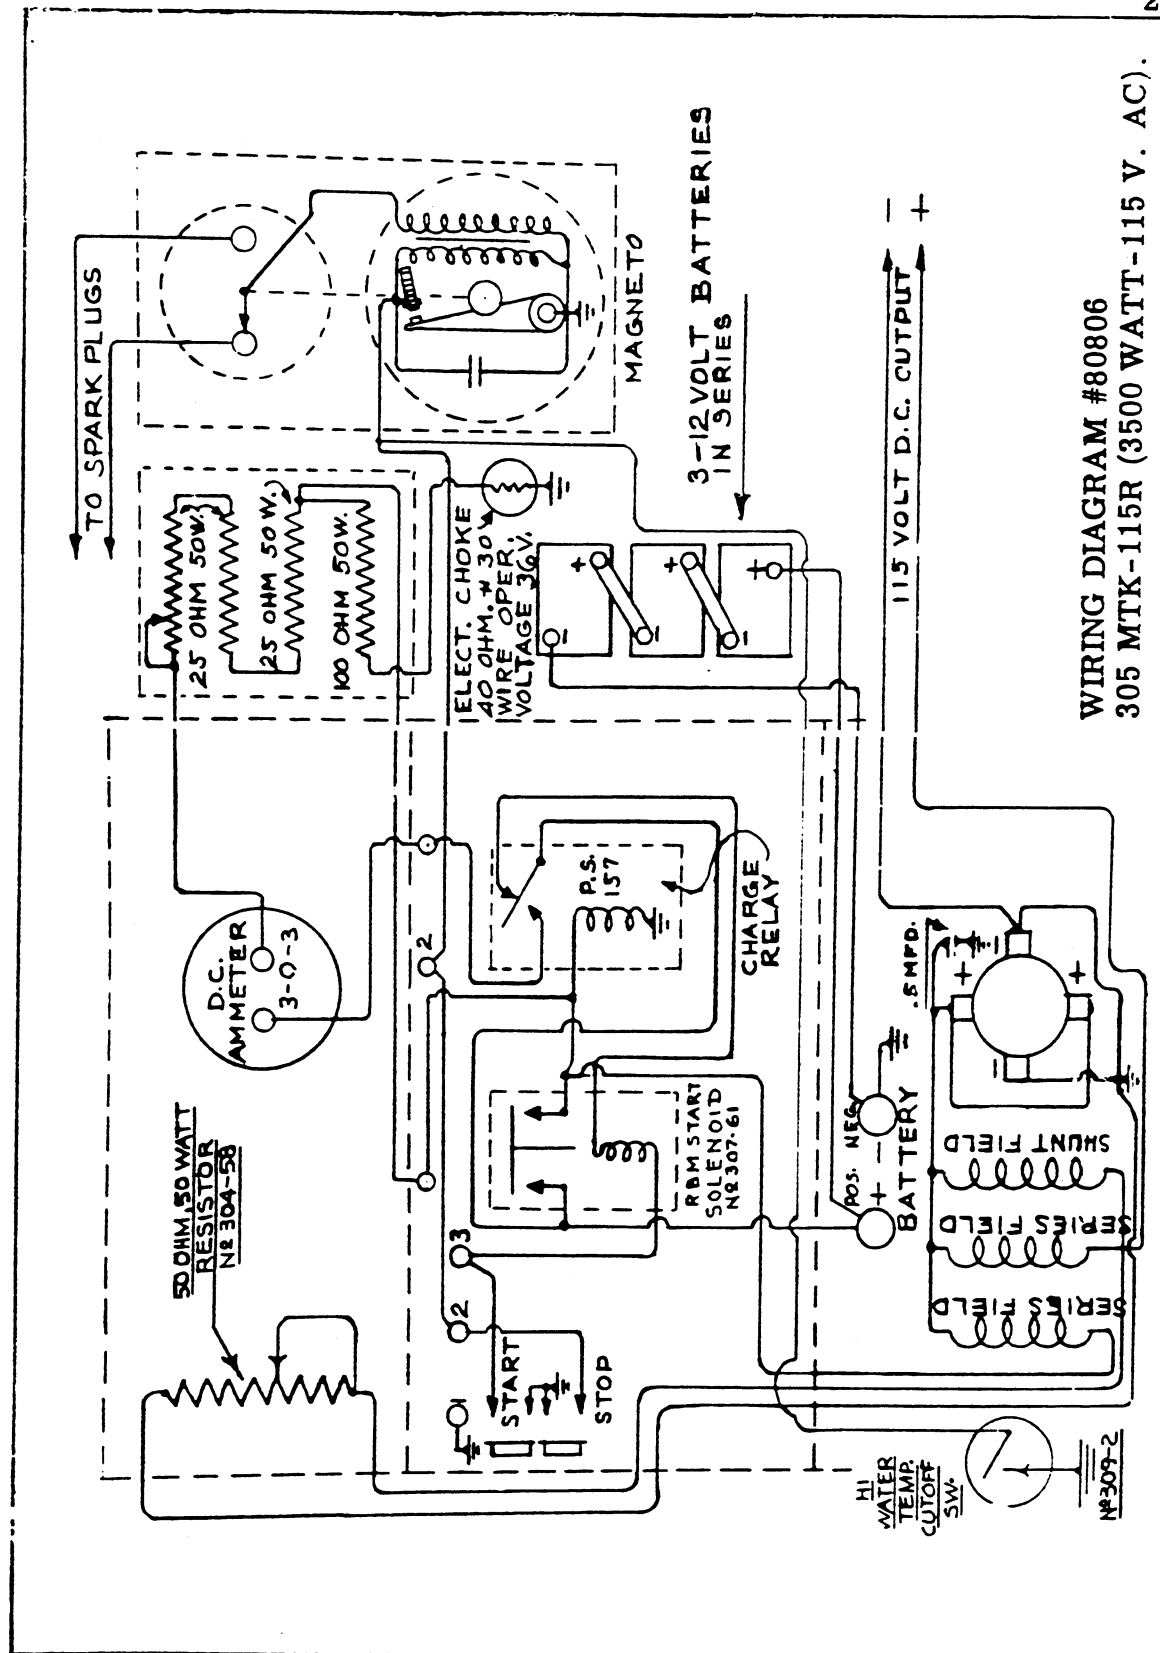 2
TO SPARK PLUGS
MAGNETO
25 OHM 50W.
25 OHM 50W.
100 OHM 50W.
ELECT. CHOKE
40 OHM. #30
WIRE OPER.
VOLTAGE 36V.
3-12 VOLT BATTERIES
IN SERIES
+
-
+
-
+
-
115 VOLT D.C. OUTPUT
-
+
D.C.
AMMETER
3-0-3
50 OHM, 50 WATT
RESISTOR
№ 304-58
2
P.S.
157
CHARGE
RELAY
RBM START
SOLENOID
№ 307-61
1
2
3
START
STOP
POS. NEG.
+ -
BATTERY
.5 MFD.
+
-
+
-
SHUNT FIELD
SERIES FIELD
SERIES FIELD
HI
WATER
TEMP.
CUTOFF
SW.
№ 309-2
WIRING DIAGRAM #80806
305 MTK-115R (3500 WATT-115 V. AC).